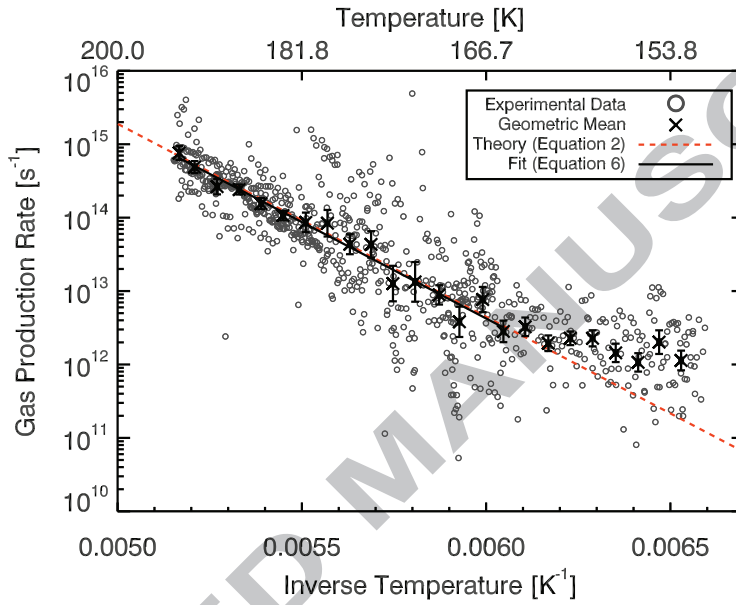 Temperature [K]
200.0 181.8 166.7 153.8
10^16
10^15
10^14
10^13
10^12
10^11
10^10
Gas Production Rate [s^-1]
Experimental Data
Geometric Mean
Theory (Equation 2)
Fit (Equation 6)
0.0050 0.0055 0.0060 0.0065
Inverse Temperature [K^-1]